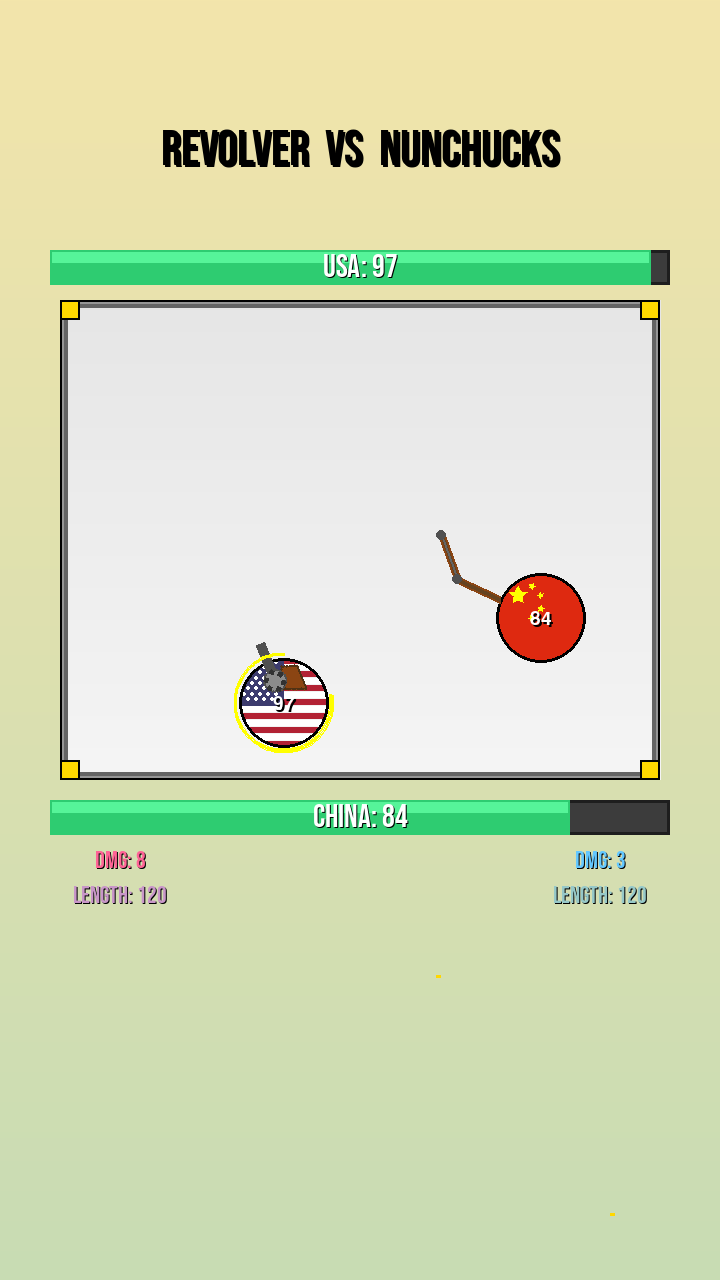 REVOLVER VS NUNCHUCKS
USA: 97
84
97
CHINA: 84
DMG: 8
DMG: 3
LENGTH: 120
LENGTH: 120